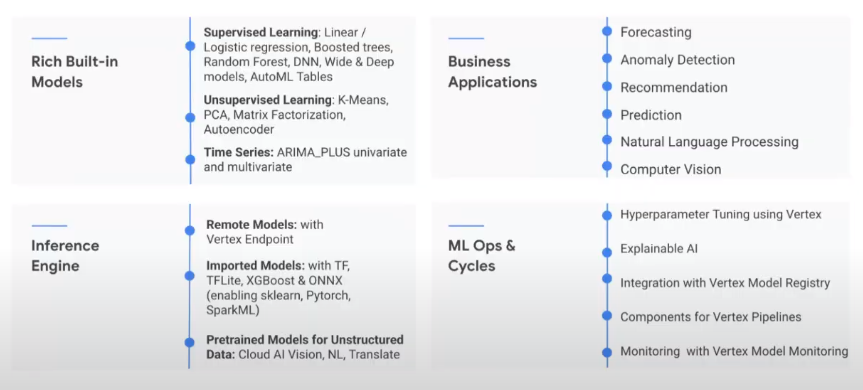 Rich Built-in
Models
Supervised Learning: Linear /
Logistic regression, Boosted trees,
Random Forest, DNN, Wide & Deep
models, AutoML Tables
Unsupervised Learning: K-Means,
PCA, Matrix Factorization,
Autoencoder
Time Series: ARIMA_PLUS univariate
and multivariate
Business
Applications
Forecasting
Anomaly Detection
Recommendation
Prediction
Natural Language Processing
Computer Vision
Inference
Engine
Remote Models: with
Vertex Endpoint
Imported Models: with TF,
TFLite, XGBoost & ONNX
(enabling sklearn, Pytorch,
SparkML)
Pretrained Models for Unstructured
Data: Cloud AI Vision, NL, Translate
ML Ops &
Cycles
Hyperparameter Tuning using Vertex
Explainable AI
Integration with Vertex Model Registry
Components for Vertex Pipelines
Monitoring with Vertex Model Monitoring